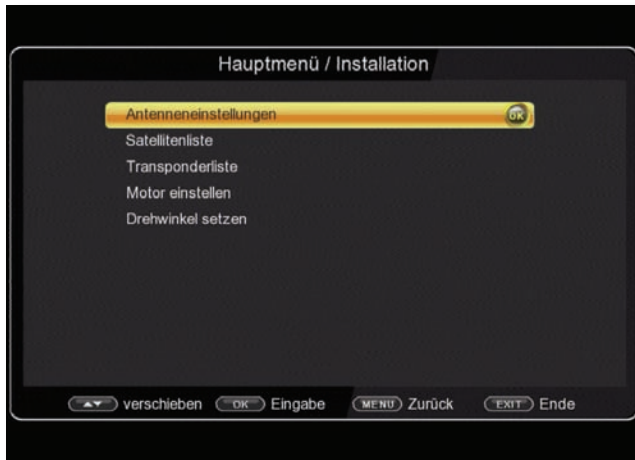 Hauptmenü / Installation
Antenneneinstellungen OK
Satellitenliste
Transponderliste
Motor einstellen
Drehwinkel setzen
verschieben OK Eingabe MENU Zurück EXIT Ende